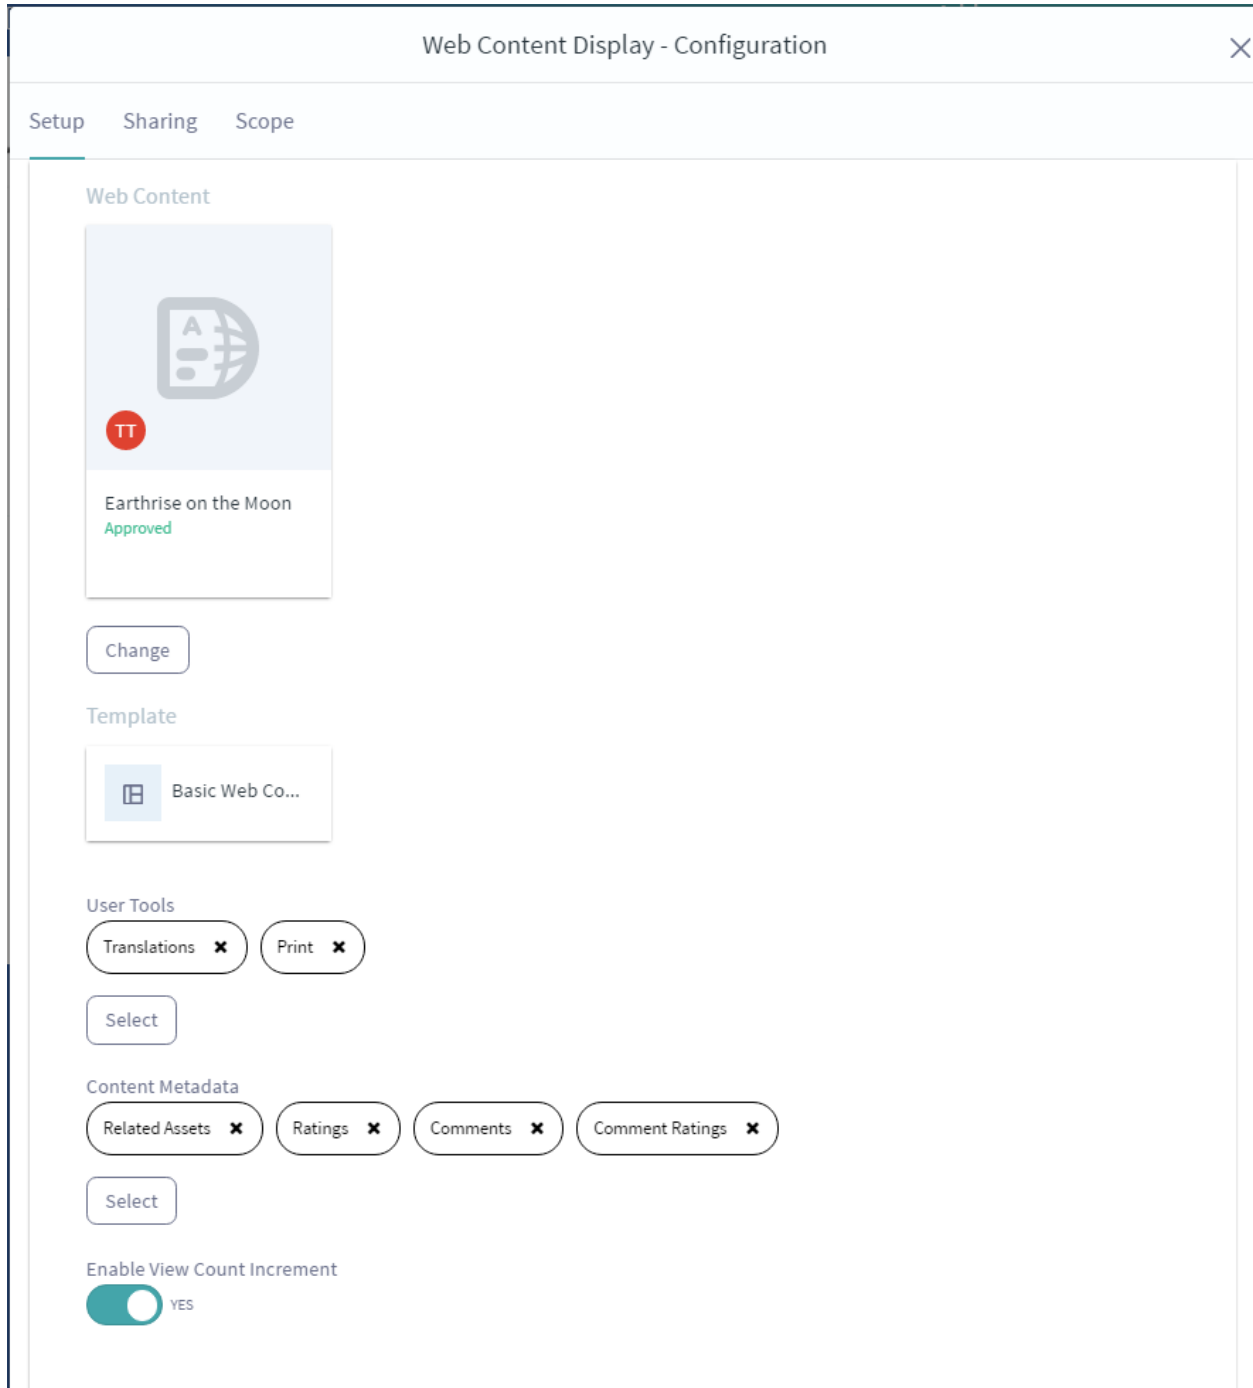 Web Content Display - Configuration
Setup Sharing Scope
Web Content
A
TT
Earthrise on the Moon
Approved
Change
Template
Basic Web Co...
User Tools
Translations Print
Select
Content Metadata
Related Assets Ratings Comments Comment Ratings
Select
Enable View Count Increment
YES